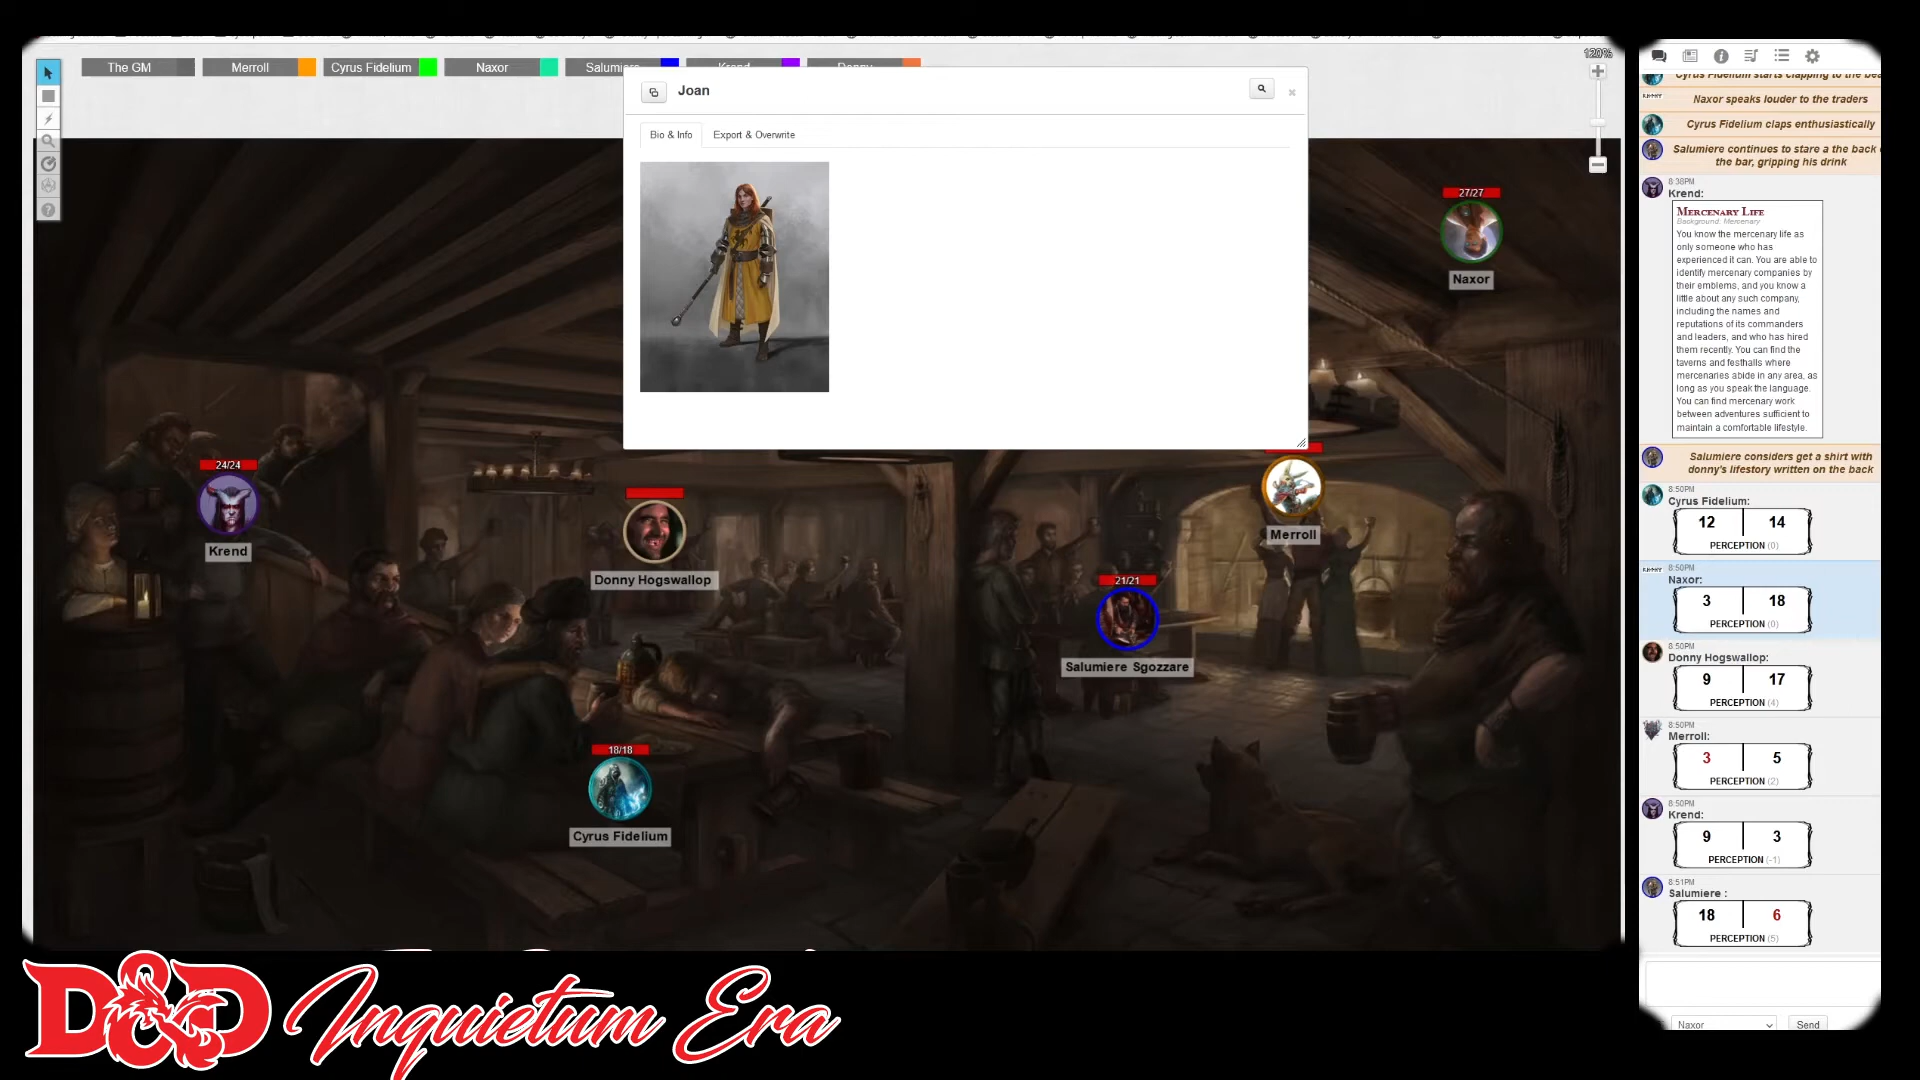 The GM
Merroll
Cyrus Fidelium
Naxor
Salumiere
Krend
Donny
120%
Joan
Bio & Info
Export & Overwrite
27/27
Naxor
24/24
Krend
Donny Hogswallop
Merroll
21/21
Salumiere Sgozzare
18/18
Cyrus Fidelium
Cyrus Fidelium starts clapping to the bea
Naxor speaks louder to the traders
Cyrus Fidelium claps enthusiastically
Salumiere continues to stare a the back o
the bar, gripping his drink
8:38PM
Krend:
Mercenary Life
Background: Mercenary
You know the mercenary life as
only someone who has
experienced it can. You are able to
identify mercenary companies by
their emblems, and you know a
little about any such company,
including the names and
reputations of its commanders
and leaders, and who has hired
them recently. You can find the
taverns and festhalls where
mercenaries abide in any area, as
long as you speak the language.
You can find mercenary work
between adventures sufficient to
maintain a comfortable lifestyle.
Salumiere considers get a shirt with
donny's lifestory written on the back
8:50PM
Cyrus Fidelium:
12 14
PERCEPTION (0)
8:50PM
Naxor:
3 18
PERCEPTION (0)
8:50PM
Donny Hogswallop:
9 17
PERCEPTION (4)
8:50PM
Merroll:
3 5
PERCEPTION (2)
8:50PM
Krend:
9 3
PERCEPTION (-1)
8:51PM
Salumiere :
18 6
PERCEPTION (5)
Naxor
Send
D&D Inquietum Era